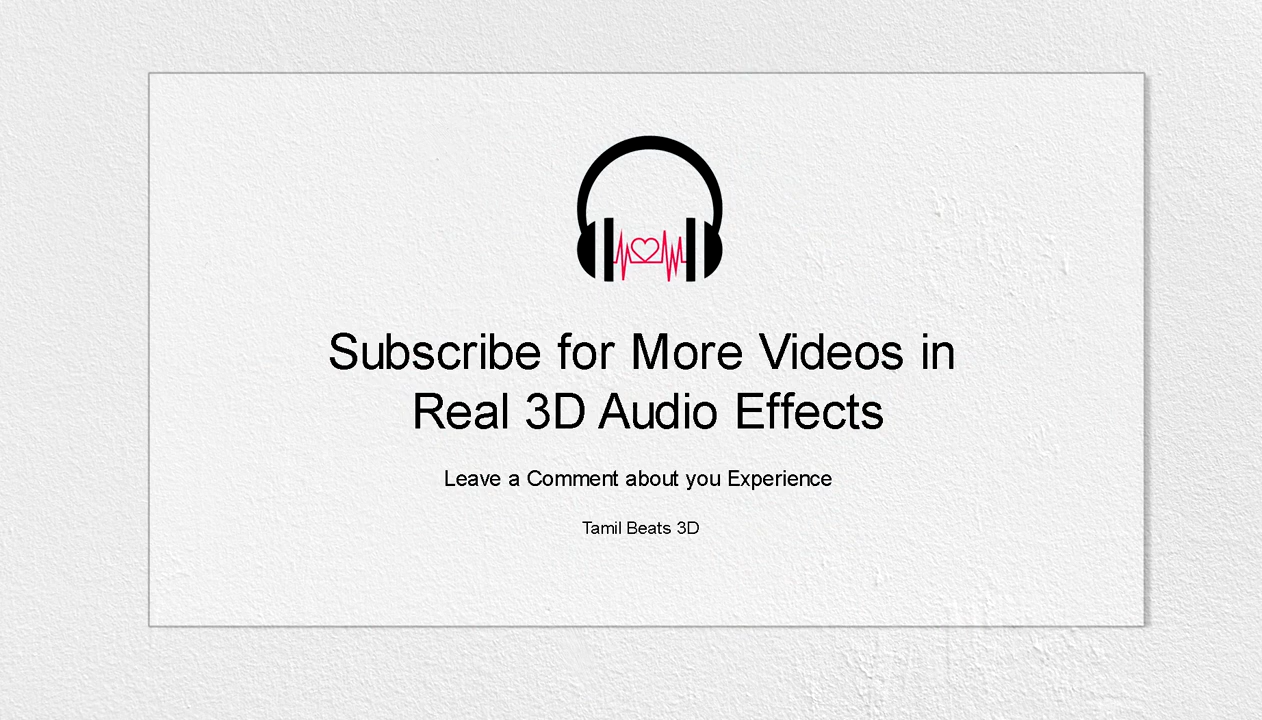 Subscribe for More Videos in
Real 3D Audio Effects
Leave a Comment about you Experience
Tamil Beats 3D